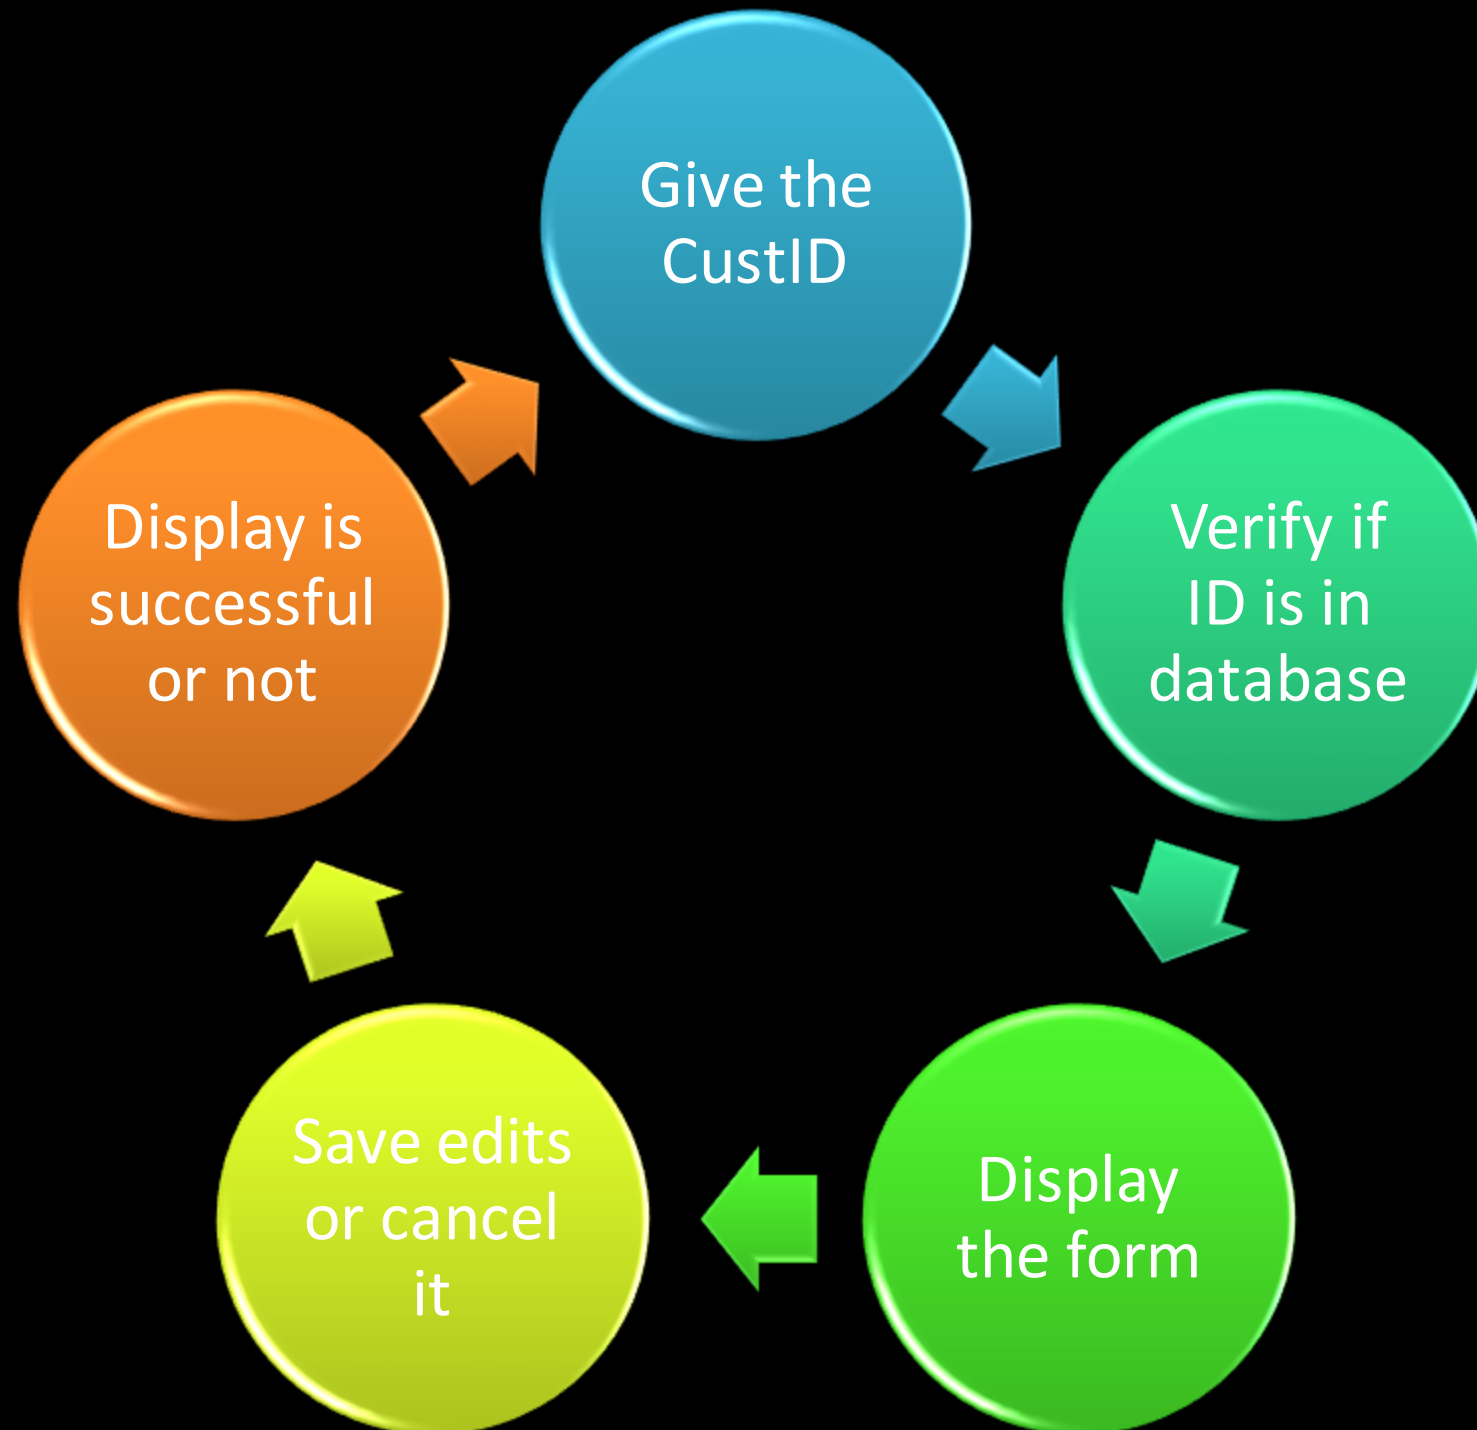 Give the
CustID
Verify if
ID is in
database
Display
the form
Save edits
or cancel
it
Display is
successful
or not